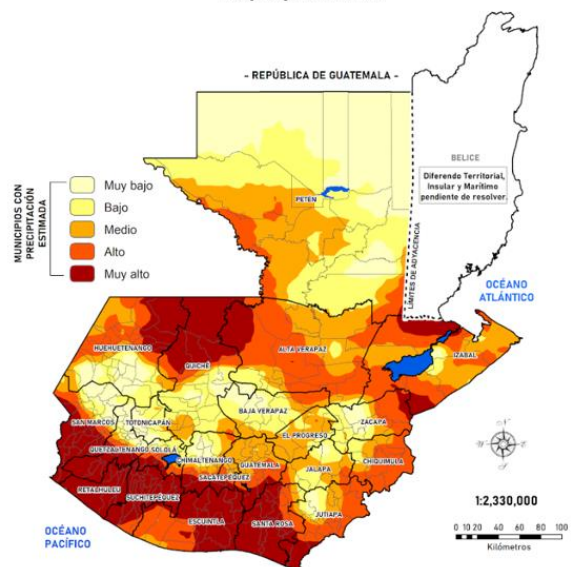 - REPÚBLICA DE GUATEMALA -
BELICE
Diferendo Territorial,
Insular y Marítimo
pendiente de resolver.
LÍMITES DE ADYACENCIA
PETÉN
MUNICIPIOS CON
PRECIPITACIÓN
ESTIMADA
Muy bajo
Bajo
Medio
Alto
Muy alto
OCÉANO
ATLÁNTICO
HUEHUETENANGO
QUICHÉ
ALTA VERAPAZ
IZABAL
SAN MARCOS
TOTONICAPÁN
BAJA VERAPAZ
ZACAPA
EL PROGRESO
QUETZALTENANGO
SOLOLÁ
CHIMALTENANGO
GUATEMALA
CHIQUIMULA
JALAPA
SACATEPÉQUEZ
RETALHULEU
SUCHITEPÉQUEZ
ESCUINTLA
SANTA ROSA
JUTIAPA
OCÉANO
PACÍFICO
N
E
S
1:2,330,000
0 10 20 40 60 80 100
Kilómetros